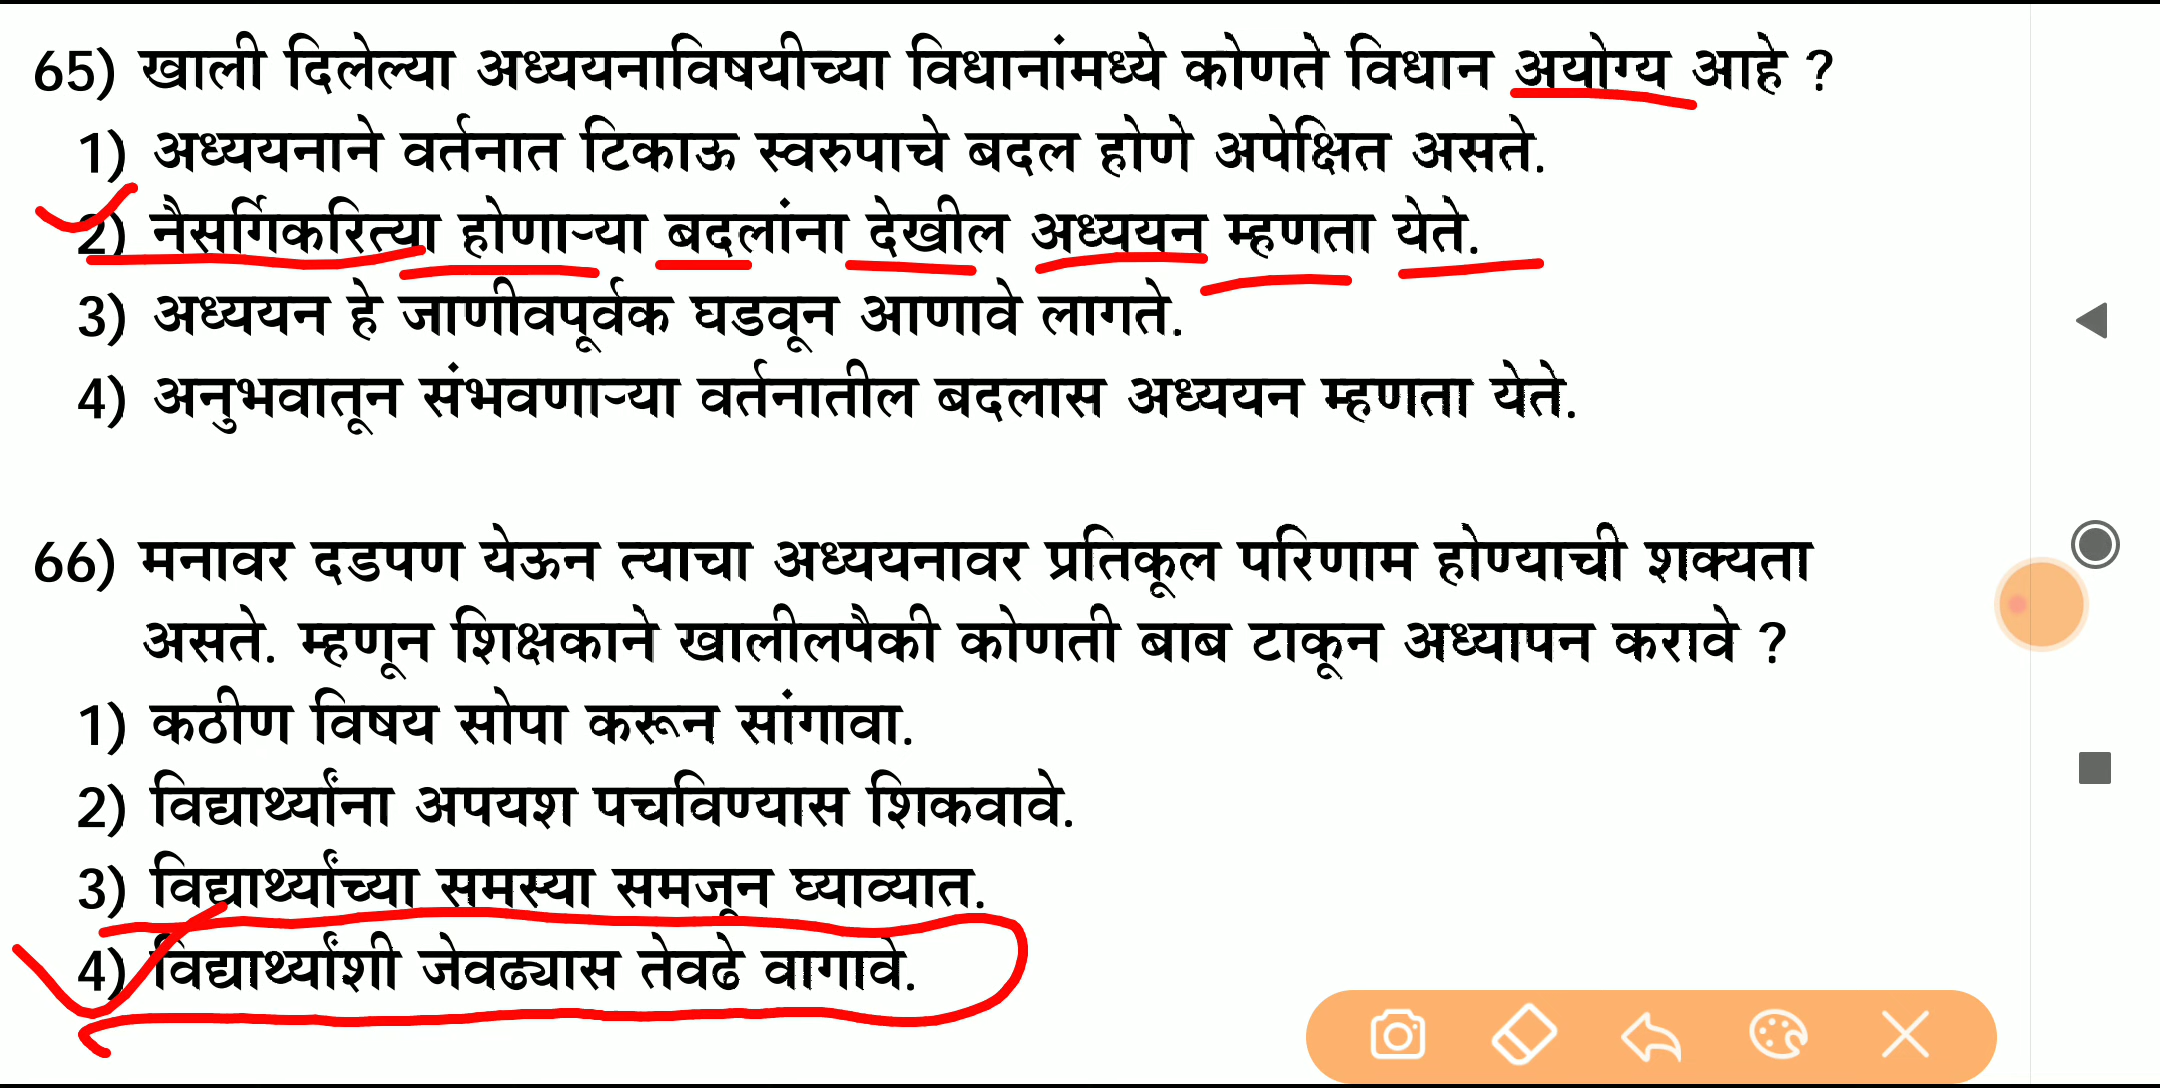 65) खाली दिलेल्या अध्ययनाविषयीच्या विधानांमध्ये कोणते विधान अयोग्य आहे ?
1) अध्ययनाने वर्तनात टिकाऊ स्वरुपाचे बदल होणे अपेक्षित असते.
2) नैसर्गिकरित्या होणाऱ्या बदलांना देखील अध्ययन म्हणता येते.
3) अध्ययन हे जाणीवपूर्वक घडवून आणावे लागते.
4) अनुभवातून संभवणाऱ्या वर्तनातील बदलास अध्ययन म्हणता येते.
66) मनावर दडपण येऊन त्याचा अध्ययनावर प्रतिकूल परिणाम होण्याची शक्यता
असते. म्हणून शिक्षकाने खालीलपैकी कोणती बाब टाकून अध्यापन करावे ?
1) कठीण विषय सोपा करून सांगावा.
2) विद्यार्थ्यांना अपयश पचविण्यास शिकवावे.
3) विद्यार्थ्यांच्या समस्या समजून घ्याव्यात.
4) विद्यार्थ्यांशी जेवढ्यास तेवढे वागावे.